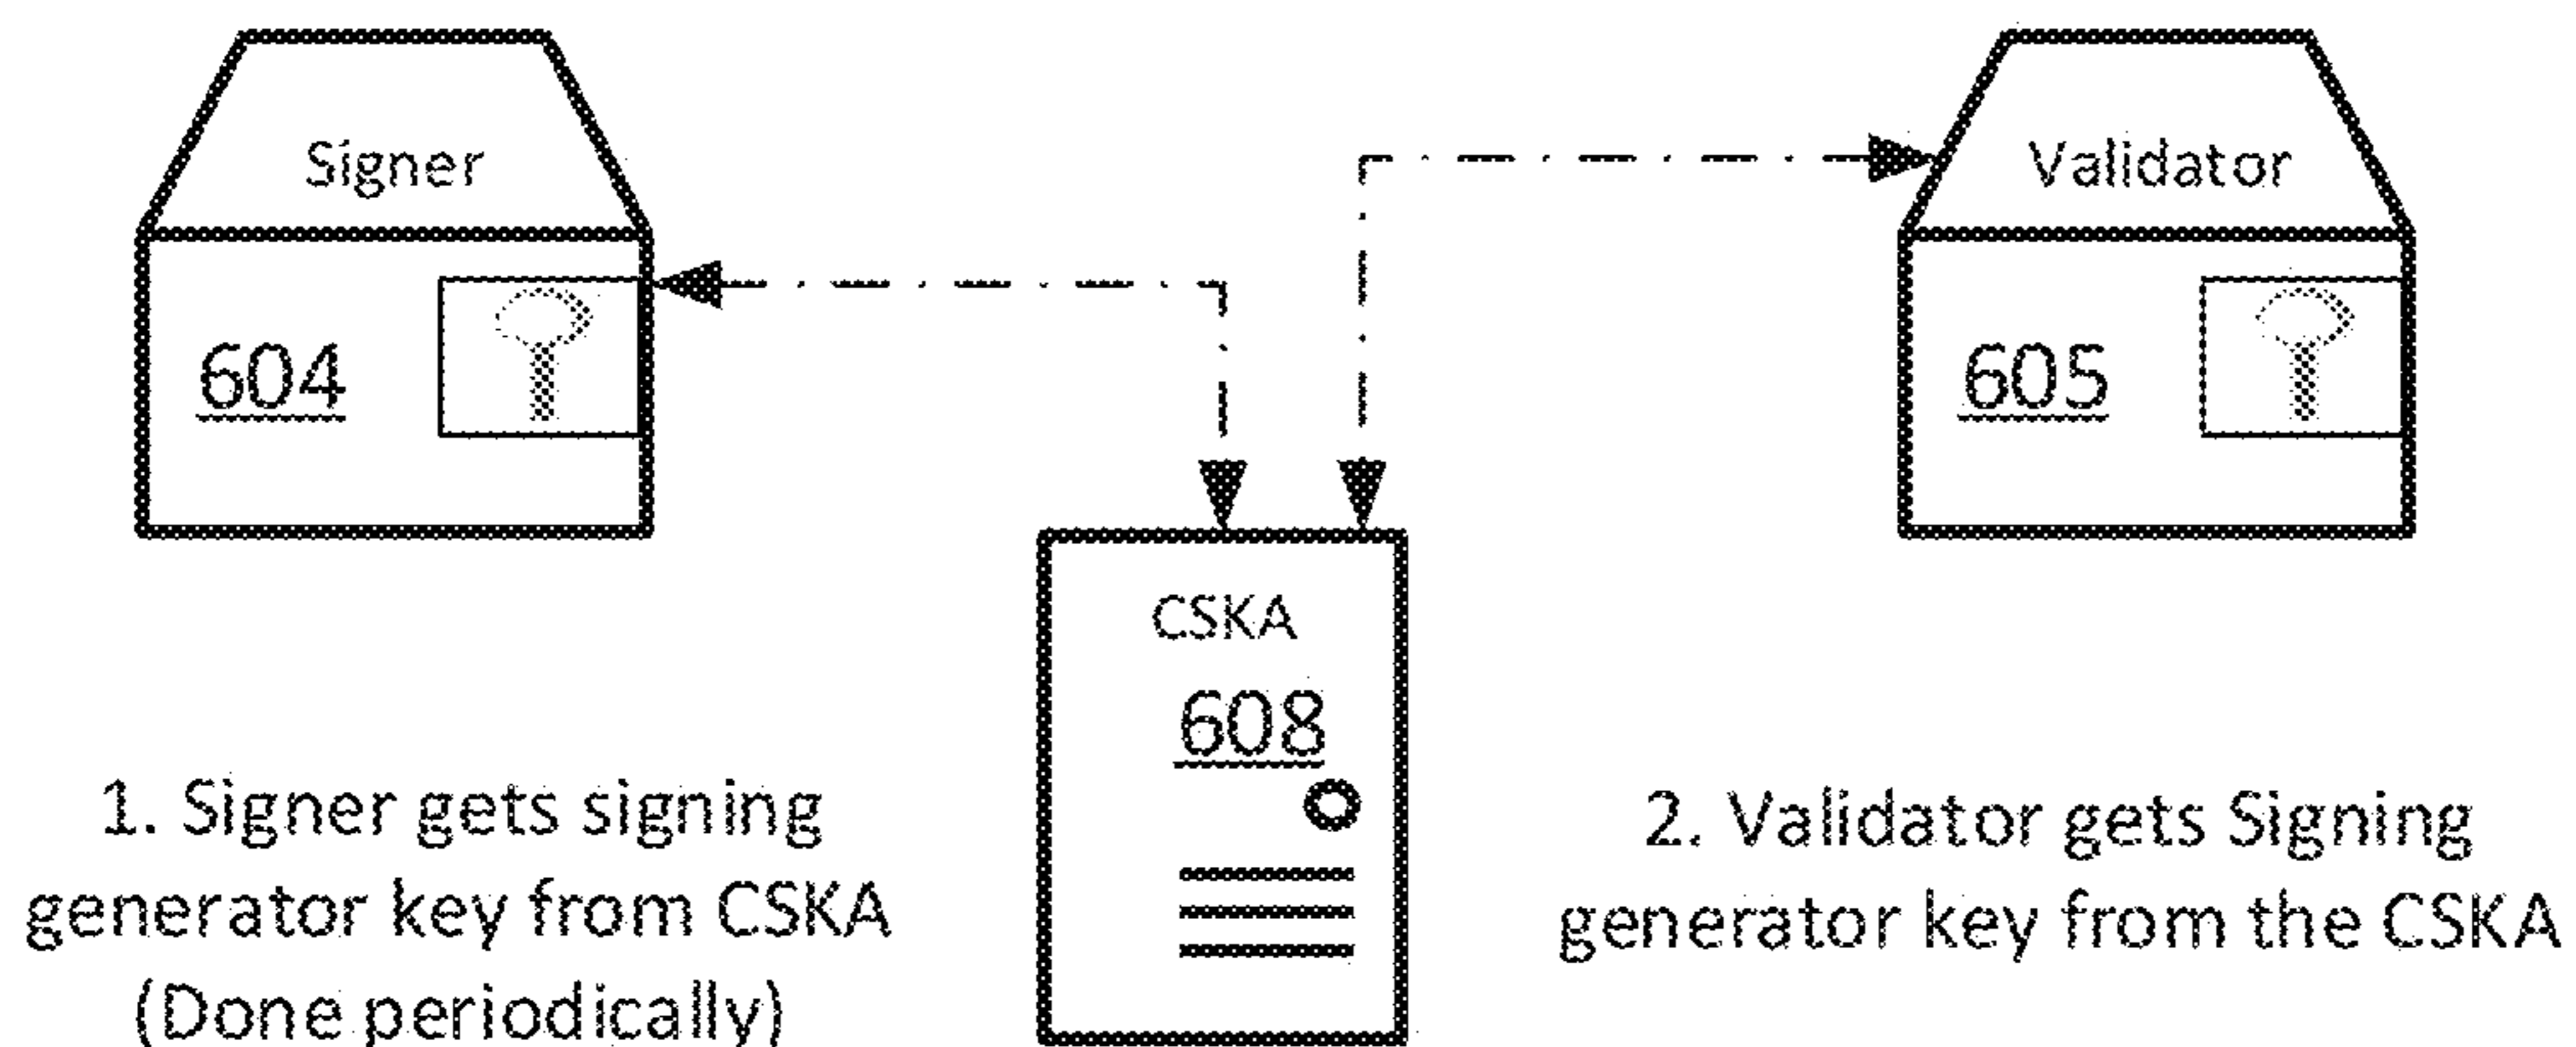 Signer
Validator
604
605
CSKA
608
1. Signer gets signing
generator key from CSKA
(Done periodically)
2. Validator gets Signing
generator key from the CSKA